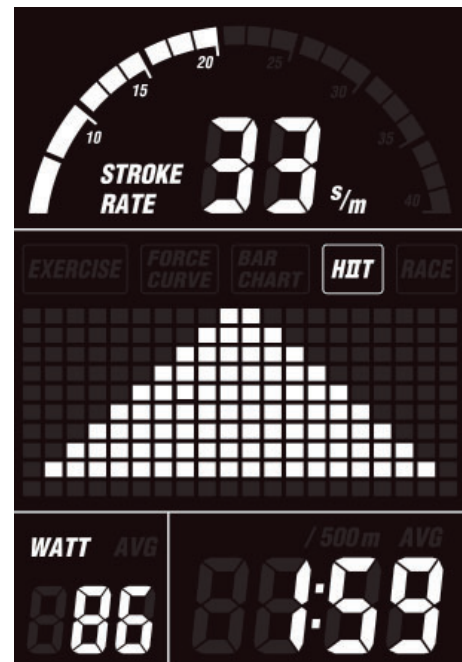 10 15 20 25 30 35 40
STROKE RATE 33 s/m
EXERCISE FORCE CURVE BAR CHART HIIT RACE
WATT AVG /500m AVG
86 1:59